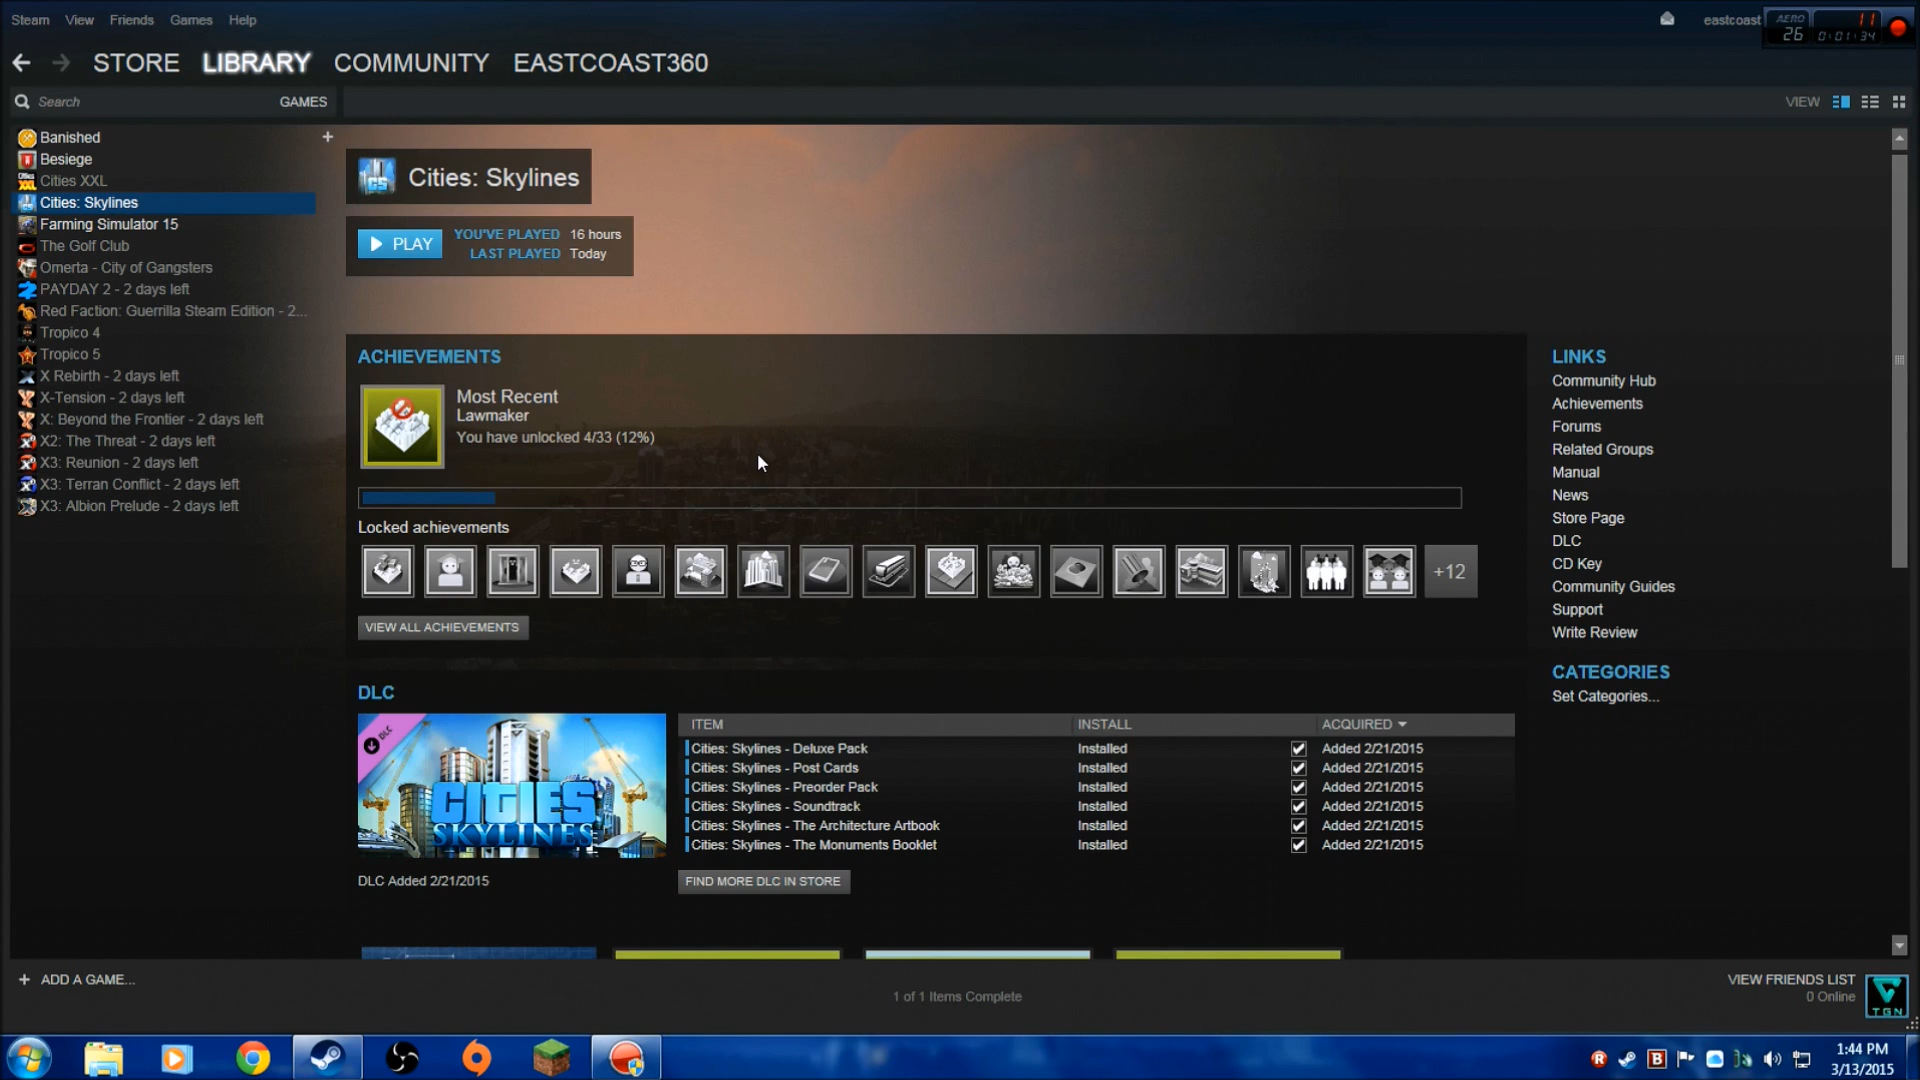 Steam View Friends Games Help
eastcoast
AERO
26
11
0:01:34
STORE LIBRARY COMMUNITY EASTCOAST360
Search
GAMES
VIEW
Banished
Besiege
Cities XXL
Cities: Skylines
Farming Simulator 15
The Golf Club
Omerta - City of Gangsters
PAYDAY 2 - 2 days left
Red Faction: Guerrilla Steam Edition - 2...
Tropico 4
Tropico 5
X Rebirth - 2 days left
X-Tension - 2 days left
X: Beyond the Frontier - 2 days left
X2: The Threat - 2 days left
X3: Reunion - 2 days left
X3: Terran Conflict - 2 days left
X3: Albion Prelude - 2 days left
Cities: Skylines
PLAY
YOU'VE PLAYED 16 hours
LAST PLAYED Today
ACHIEVEMENTS
Most Recent
Lawmaker
You have unlocked 4/33 (12%)
Locked achievements
+12
VIEW ALL ACHIEVEMENTS
LINKS
Community Hub
Achievements
Forums
Related Groups
Manual
News
Store Page
DLC
CD Key
Community Guides
Support
Write Review
CATEGORIES
Set Categories...
DLC
DLC
CITIES
SKYLINES
DLC Added 2/21/2015
ITEM INSTALL ACQUIRED
Cities: Skylines - Deluxe Pack Installed Added 2/21/2015
Cities: Skylines - Post Cards Installed Added 2/21/2015
Cities: Skylines - Preorder Pack Installed Added 2/21/2015
Cities: Skylines - Soundtrack Installed Added 2/21/2015
Cities: Skylines - The Architecture Artbook Installed Added 2/21/2015
Cities: Skylines - The Monuments Booklet Installed Added 2/21/2015
FIND MORE DLC IN STORE
+ ADD A GAME...
1 of 1 Items Complete
VIEW FRIENDS LIST
0 Online
TGN
1:44 PM
3/13/2015